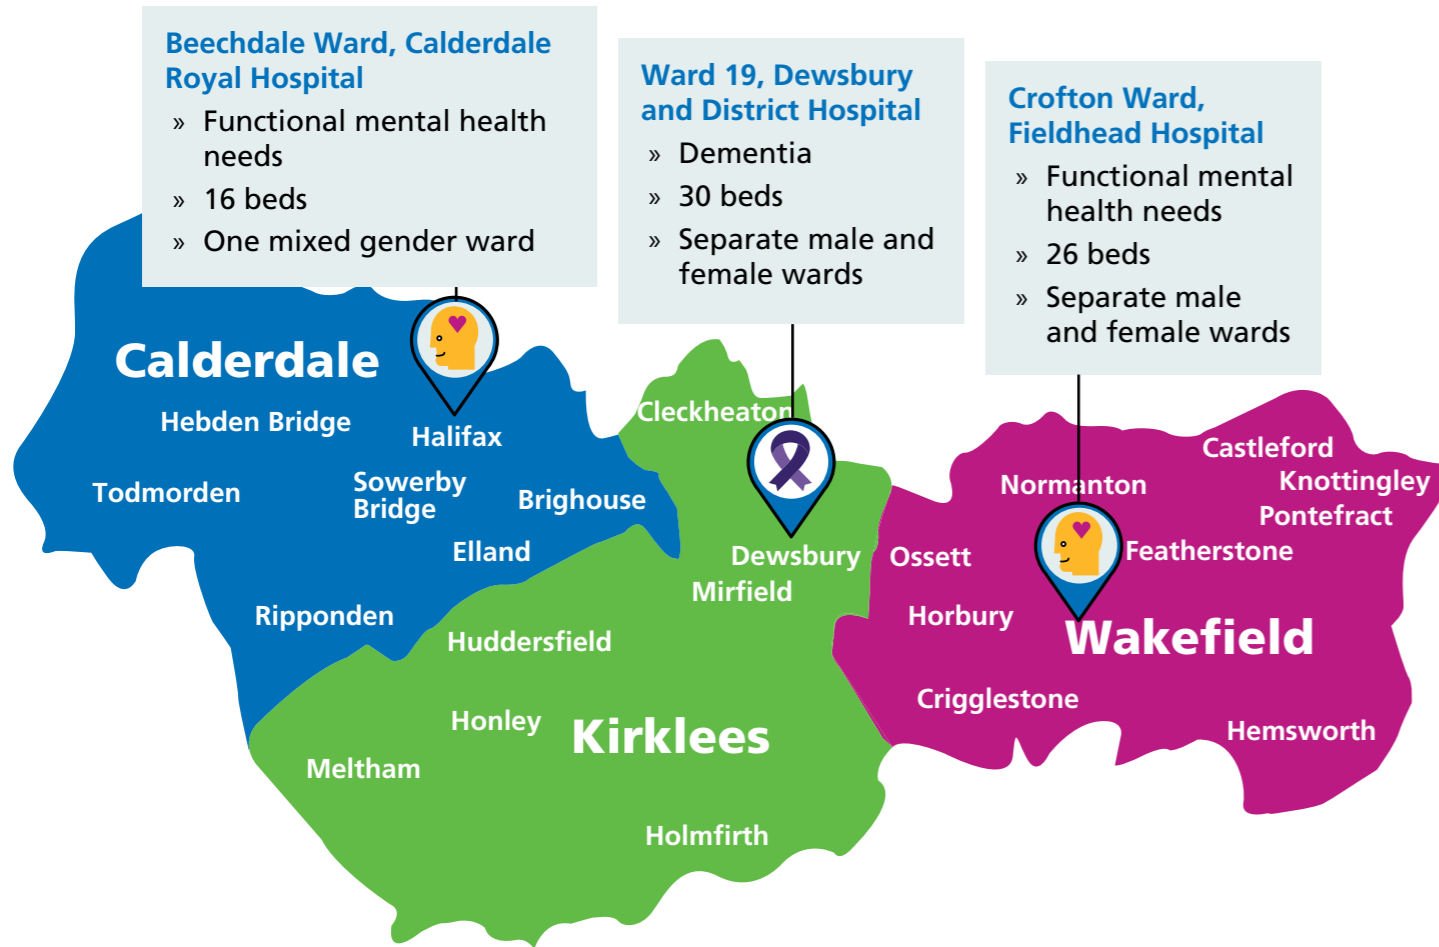 Beechdale Ward, Calderdale
Royal Hospital
» Functional mental health
needs
» 16 beds
» One mixed gender ward
Ward 19, Dewsbury
and District Hospital
» Dementia
» 30 beds
» Separate male and
female wards
Crofton Ward,
Fieldhead Hospital
» Functional mental
health needs
» 26 beds
» Separate male
and female wards
Calderdale
Hebden Bridge
Halifax
Todmorden
Sowerby
Bridge
Brighouse
Elland
Ripponden
Cleckheaton
Dewsbury
Mirfield
Huddersfield
Honley
Kirklees
Meltham
Holmfirth
Castleford
Normanton
Knottingley
Pontefract
Ossett
Featherstone
Horbury
Wakefield
Crigglestone
Hemsworth